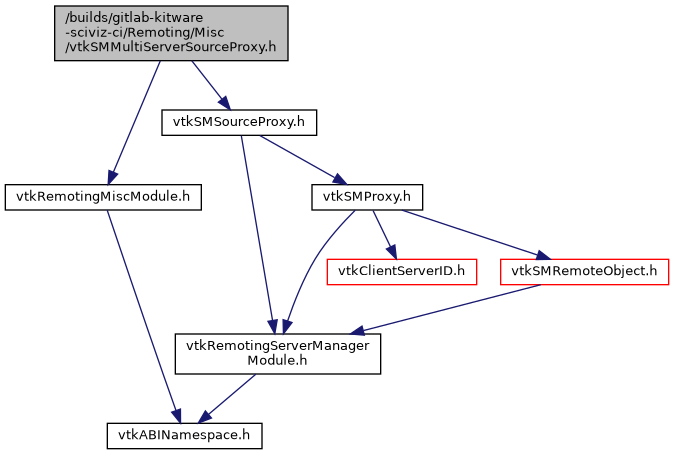 /builds/gitlab-kitware
-sciviz-ci/Remoting/Misc
/vtkSMMultiServerSourceProxy.h
vtkSMSourceProxy.h
vtkRemotingMiscModule.h
vtkSMProxy.h
vtkClientServerID.h
vtkSMRemoteObject.h
vtkRemotingServerManager
Module.h
vtkABINamespace.h